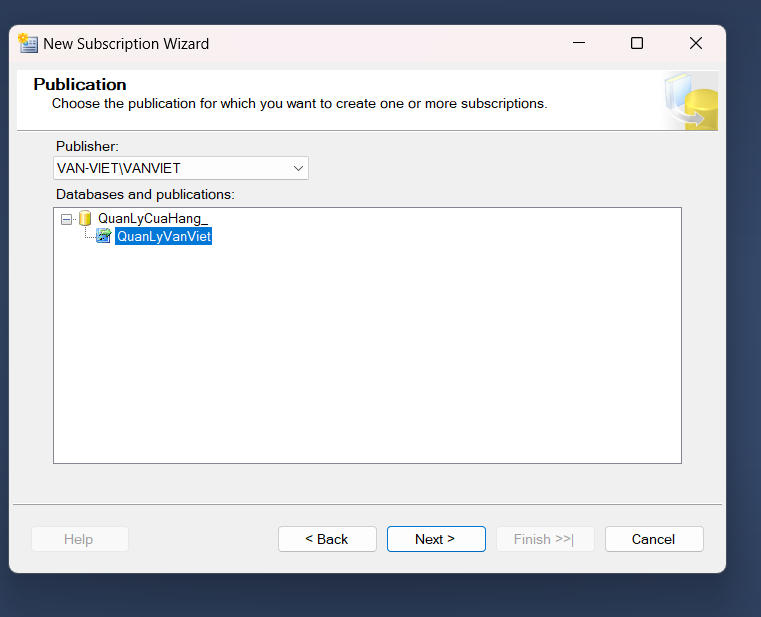 New Subscription Wizard
Publication
Choose the publication for which you want to create one or more subscriptions.
Publisher:
VAN-VIET\VANVIET
Databases and publications:
QuanLyCuaHang_
QuanLyVanViet
Help
< Back
Next >
Finish >>|
Cancel